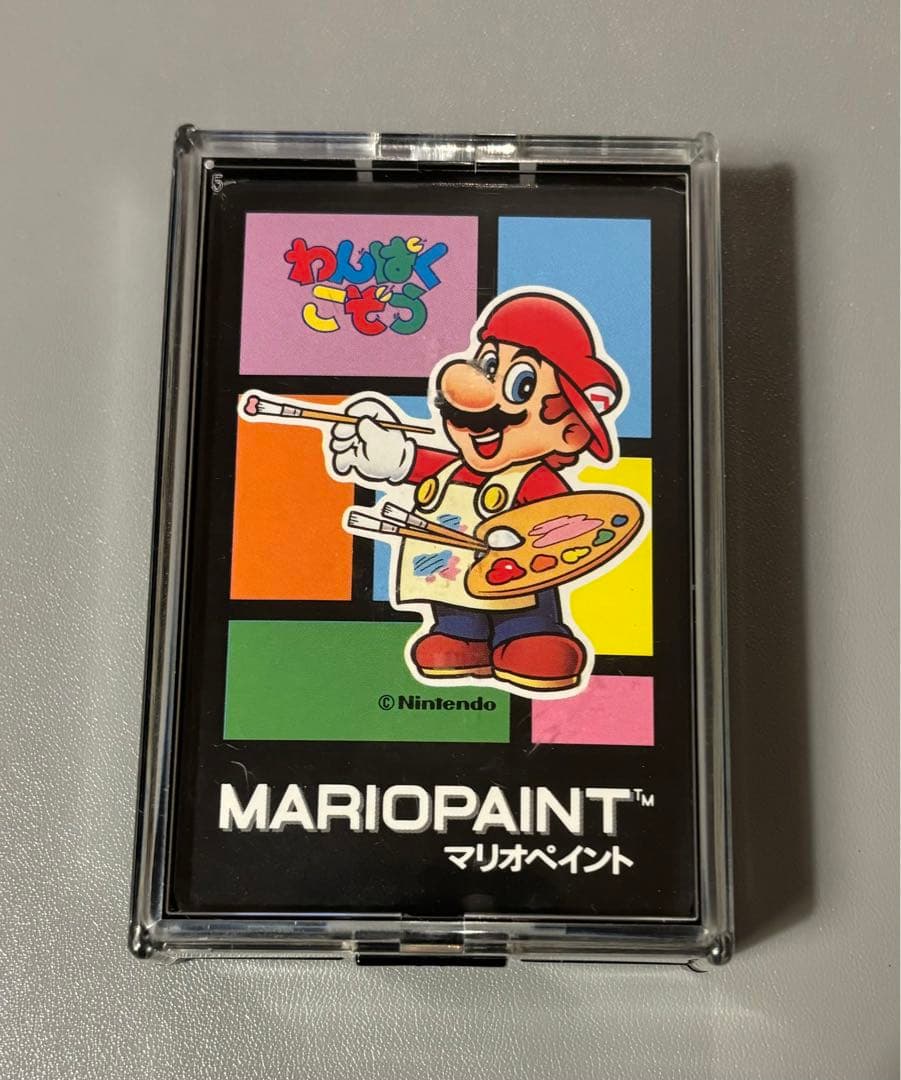 5
わんぱく
こぞう
©Nintendo
MARIOPAINT™
マリオペイント